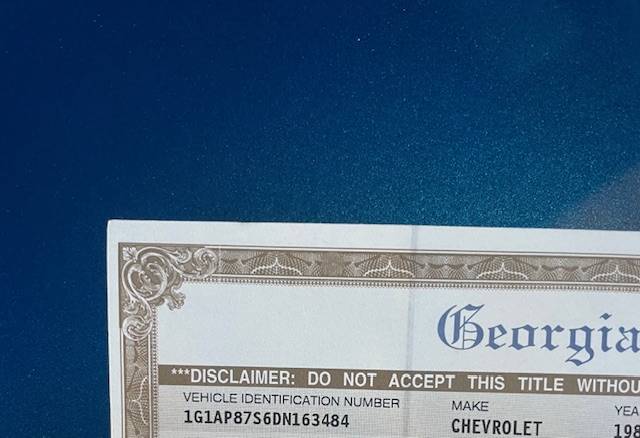 Georgia
***DISCLAIMER: DO NOT ACCEPT THIS TITLE WITHOU
VEHICLE IDENTIFICATION NUMBER MAKE YEA
1G1AP87S6DN163484 CHEVROLET 198